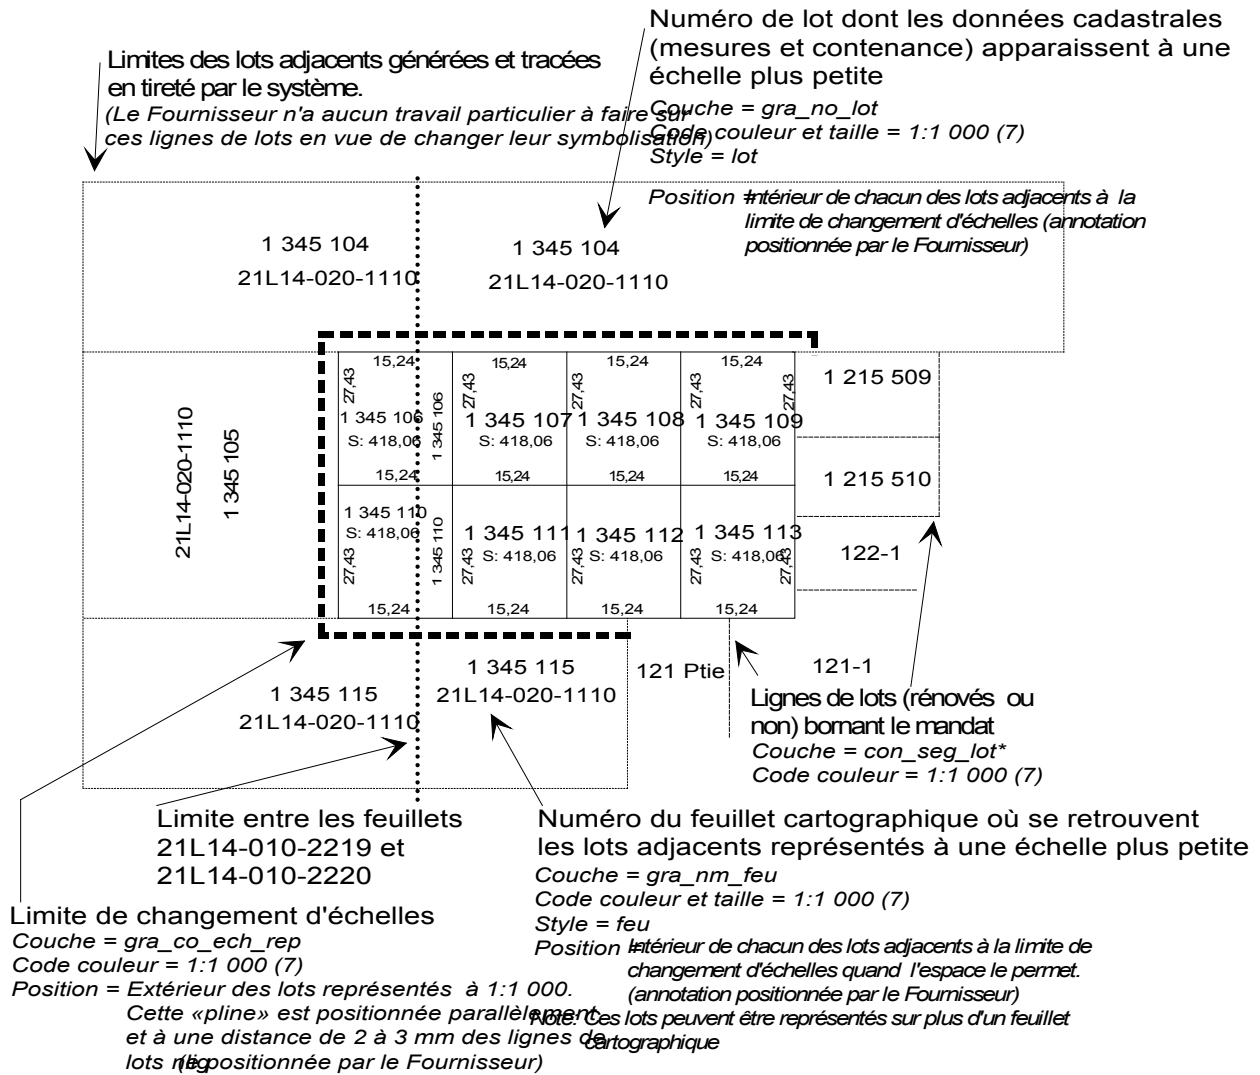 Numéro de lot dont les données cadastrales
(mesures et contenance) apparaissent à une
échelle plus petite
Couche = gra_no_lot
Code couleur et taille = 1:1 000 (7)
Style = lot
Position = Intérieur de chacun des lots adjacents à la
limite de changement d'échelles (annotation
positionnée par le Fournisseur)
Limites des lots adjacents générées et tracées
en tireté par le système.
(Le Fournisseur n'a aucun travail particulier à faire sur
ces lignes de lots en vue de changer leur symbolisation)
1 345 104
21L14-020-1110
1 345 104
21L14-020-1110
21L14-020-1110
1 345 105
15,24
15,24
15,24
15,24
27,43
27,43
27,43
27,43
27,43
1 345 106
1 345 106
1 345 107
1 345 108
1 345 109
S: 418,06
S: 418,06
S: 418,06
S: 418,06
15,24
15,24
15,24
15,24
1 345 110
1 345 110
1 345 111
1 345 112
1 345 113
S: 418,06
S: 418,06
S: 418,06
S: 418,06
27,43
27,43
27,43
27,43
27,43
15,24
15,24
15,24
15,24
1 215 509
1 215 510
122-1
121-1
121 Ptie
1 345 115
21L14-020-1110
1 345 115
21L14-020-1110
Lignes de lots (rénovés ou
non) bornant le mandat
Couche = con_seg_lot*
Code couleur = 1:1 000 (7)
Limite entre les feuillets
21L14-010-2219 et
21L14-010-2220
Numéro du feuillet cartographique où se retrouvent
les lots adjacents représentés à une échelle plus petite
Couche = gra_nm_feu
Code couleur et taille = 1:1 000 (7)
Style = feu
Position = Intérieur de chacun des lots adjacents à la limite de
changement d'échelles quand l'espace le permet.
(annotation positionnée par le Fournisseur)
Note: Ces lots peuvent être représentés sur plus d'un feuillet
cartographique
Limite de changement d'échelles
Couche = gra_co_ech_rep
Code couleur = 1:1 000 (7)
Position = Extérieur des lots représentés à 1:1 000.
Cette «pline» est positionnée parallèlement
et à une distance de 2 à 3 mm des lignes de
lots positionnée par le Fournisseur)